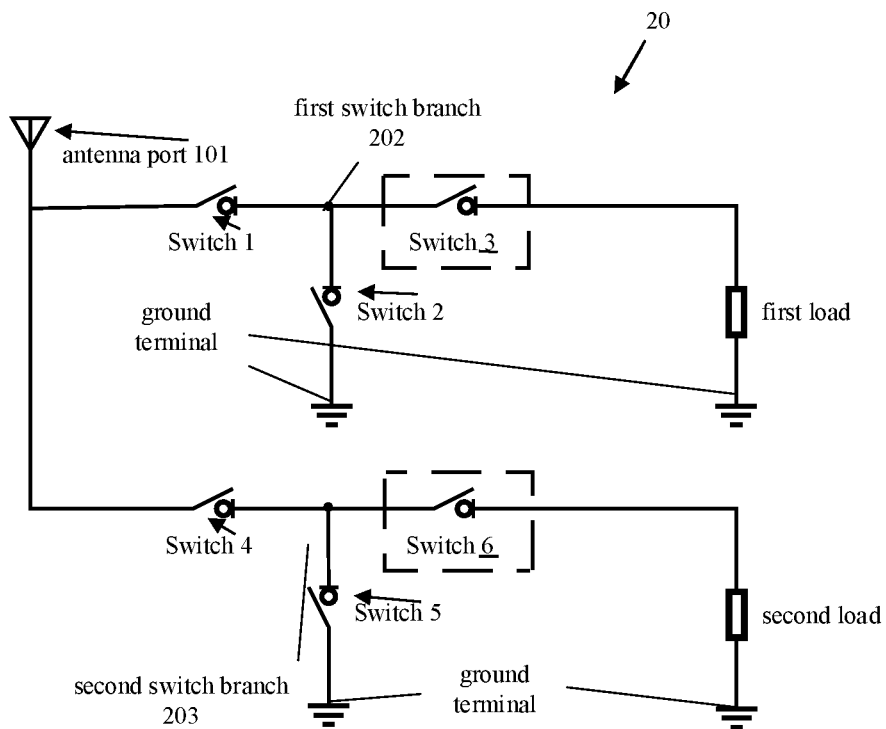 20
first switch branch
202
antenna port 101
Switch 1
Switch 3
Switch 2
ground
terminal
first load
Switch 4
Switch 6
Switch 5
second load
second switch branch
203
ground
terminal